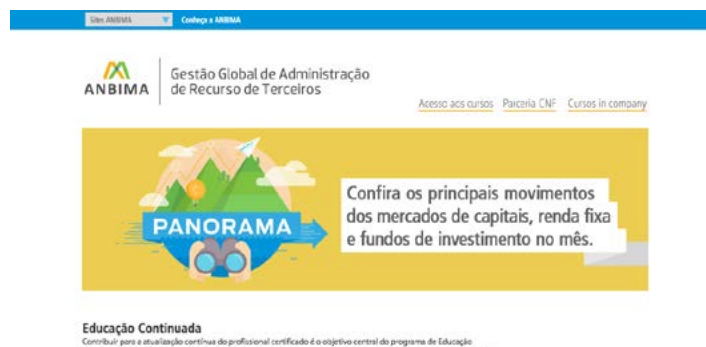 Sites ANBIMA
Conheça a ANBIMA
ANBIMA
Gestão Global de Administração
de Recurso de Terceiros
Acesso aos cursos
Parceria CNF
Cursos in company
PANORAMA
Confira os principais movimentos
dos mercados de capitais, renda fixa
e fundos de investimento no mês.
Educação Continuada
Contribuir para a atualização contínua do profissional certificado é o objetivo central do programa de Educação